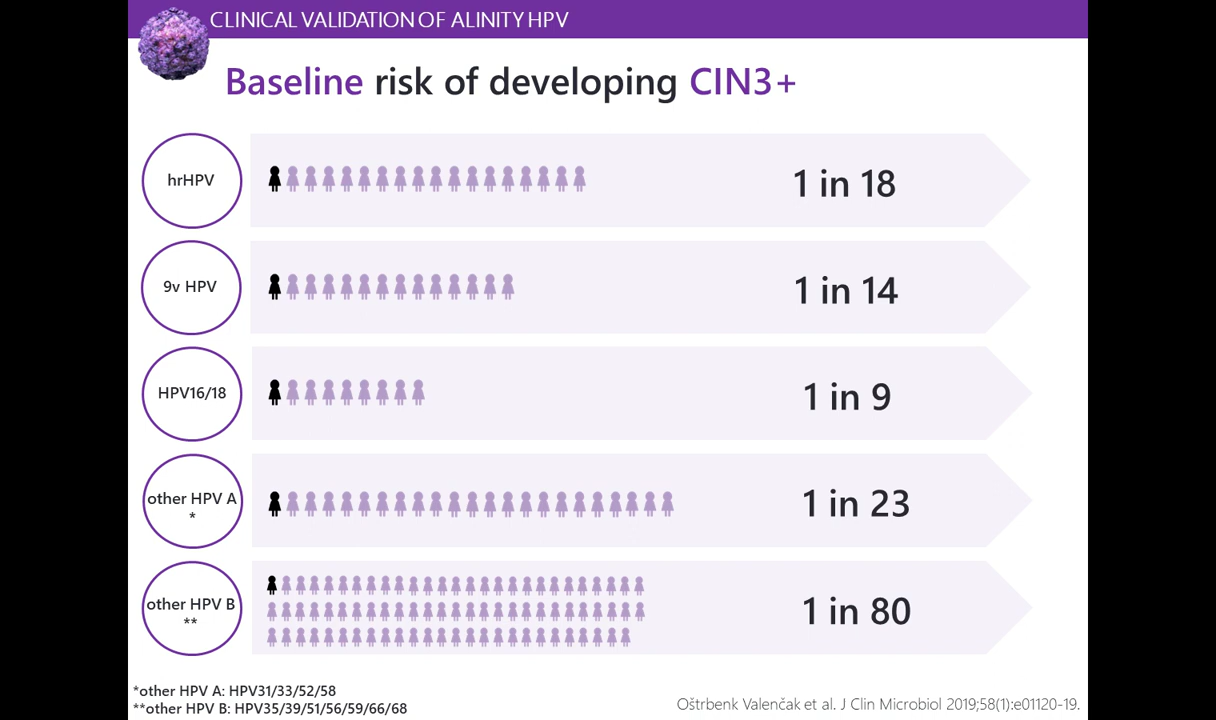 CLINICAL VALIDATION OF ALINITY HPV
Baseline risk of developing CIN3+
hrHPV
1 in 18
9v HPV
1 in 14
HPV16/18
1 in 9
other HPV A
*
1 in 23
other HPV B
**
1 in 80
*other HPV A: HPV31/33/52/58
**other HPV B: HPV35/39/51/56/59/66/68
Oštrbenk Valenčak et al. J Clin Microbiol 2019;58(1):e01120-19.